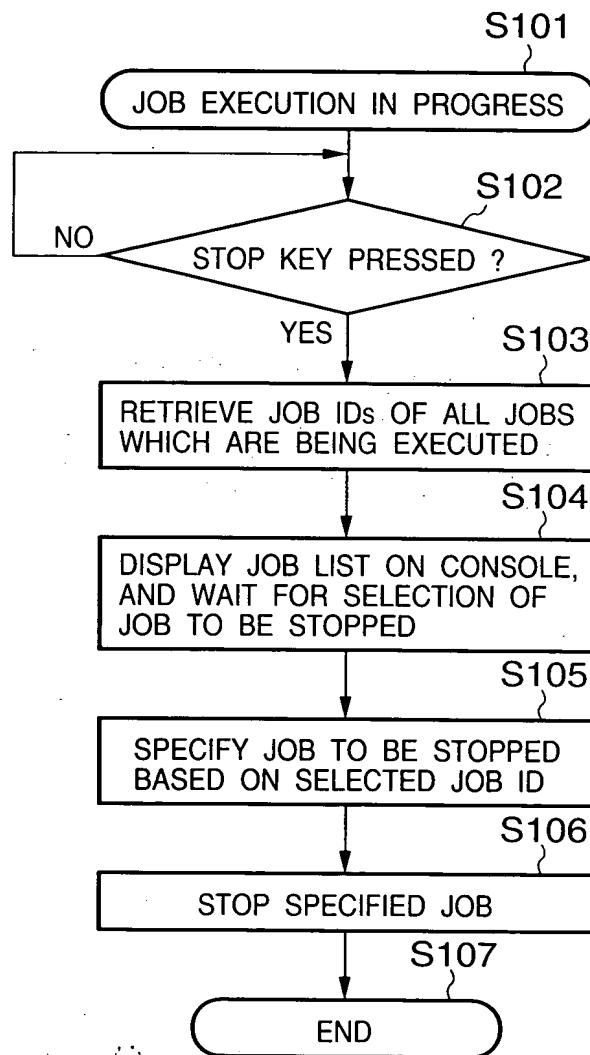 S101
JOB EXECUTION IN PROGRESS
S102
STOP KEY PRESSED ?
NO
YES
S103
RETRIEVE JOB IDs OF ALL JOBS
WHICH ARE BEING EXECUTED
S104
DISPLAY JOB LIST ON CONSOLE,
AND WAIT FOR SELECTION OF
JOB TO BE STOPPED
S105
SPECIFY JOB TO BE STOPPED
BASED ON SELECTED JOB ID
S106
STOP SPECIFIED JOB
S107
END